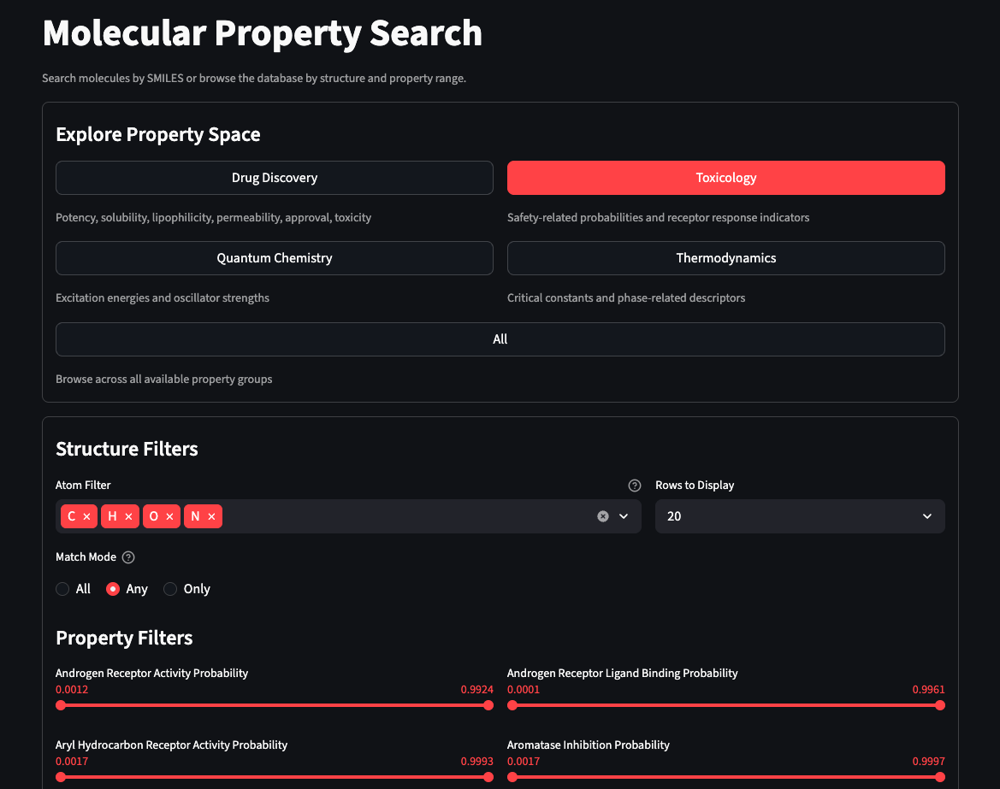 Molecular Property Search
Search molecules by SMILES or browse the database by structure and property range.
Explore Property Space
Drug Discovery
Toxicology
Potency, solubility, lipophilicity, permeability, approval, toxicity
Safety-related probabilities and receptor response indicators
Quantum Chemistry
Thermodynamics
Excitation energies and oscillator strengths
Critical constants and phase-related descriptors
All
Browse across all available property groups
Structure Filters
Atom Filter
Rows to Display
C × H × O × N ×
20
Match Mode
All Any Only
Property Filters
Androgen Receptor Activity Probability
0.0012 0.9924
Androgen Receptor Ligand Binding Probability
0.0001 0.9961
Aryl Hydrocarbon Receptor Activity Probability
0.0017 0.9993
Aromatase Inhibition Probability
0.0017 0.9997